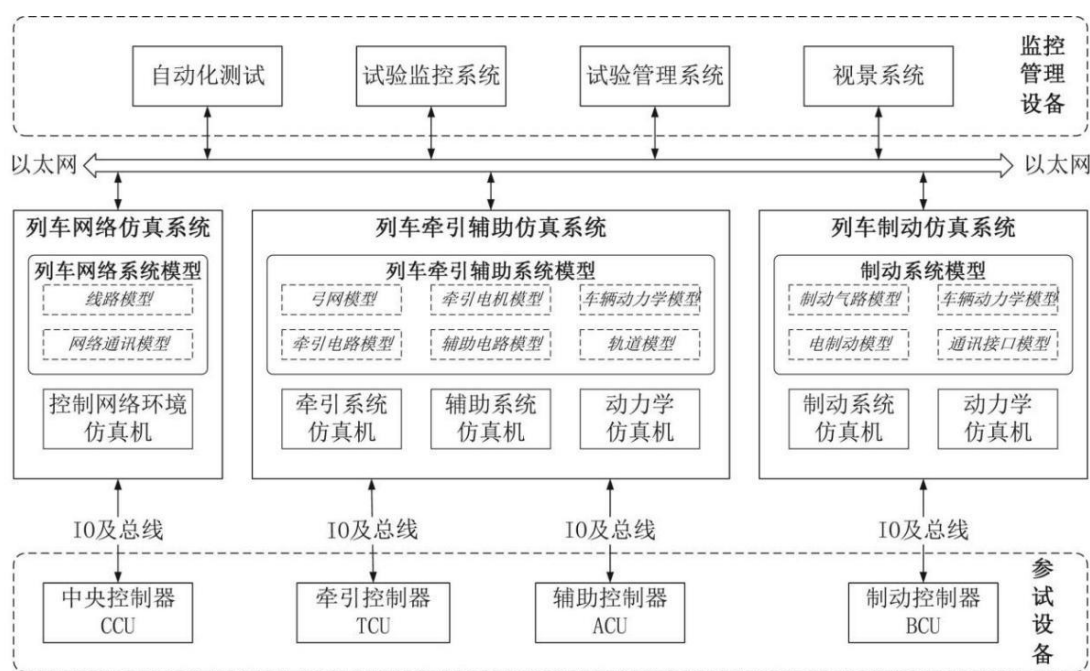 监控
管理
设备
自动化测试
试验监控系统
试验管理系统
视景系统
以太网
以太网
列车网络仿真系统
列车网络系统模型
线路模型
网络通讯模型
控制网络环境
仿真机
列车牵引辅助仿真系统
列车牵引辅助系统模型
弓网模型
牵引电机模型
车辆动力学模型
牵引电路模型
辅助电路模型
轨道模型
牵引系统
仿真机
辅助系统
仿真机
动力学
仿真机
列车制动仿真系统
制动系统模型
制动气路模型
车辆动力学模型
电制动模型
通讯接口模型
制动系统
仿真机
动力学
仿真机
IO及总线
IO及总线
IO及总线
IO及总线
中央控制器
CCU
牵引控制器
TCU
辅助控制器
ACU
制动控制器
BCU
参
试
设
备